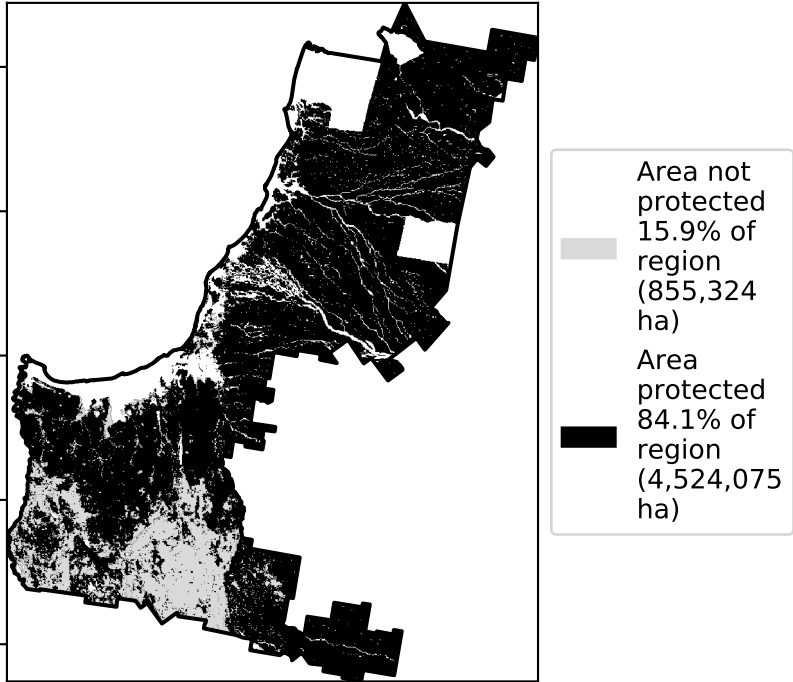 Area not
protected
15.9% of
region
(855,324
ha)
Area
protected
84.1% of
region
(4,524,075
ha)